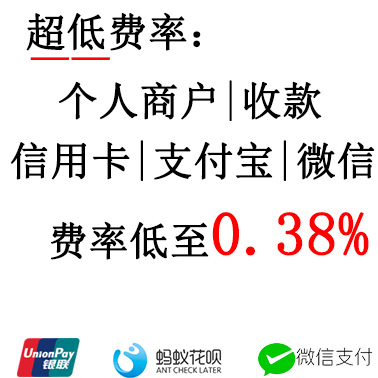 超低费率：
个人商户|收款
信用卡|支付宝|微信
费率低至0.38%
UnionPay
银联
蚂蚁花呗
ANT CHECK LATER
微信支付